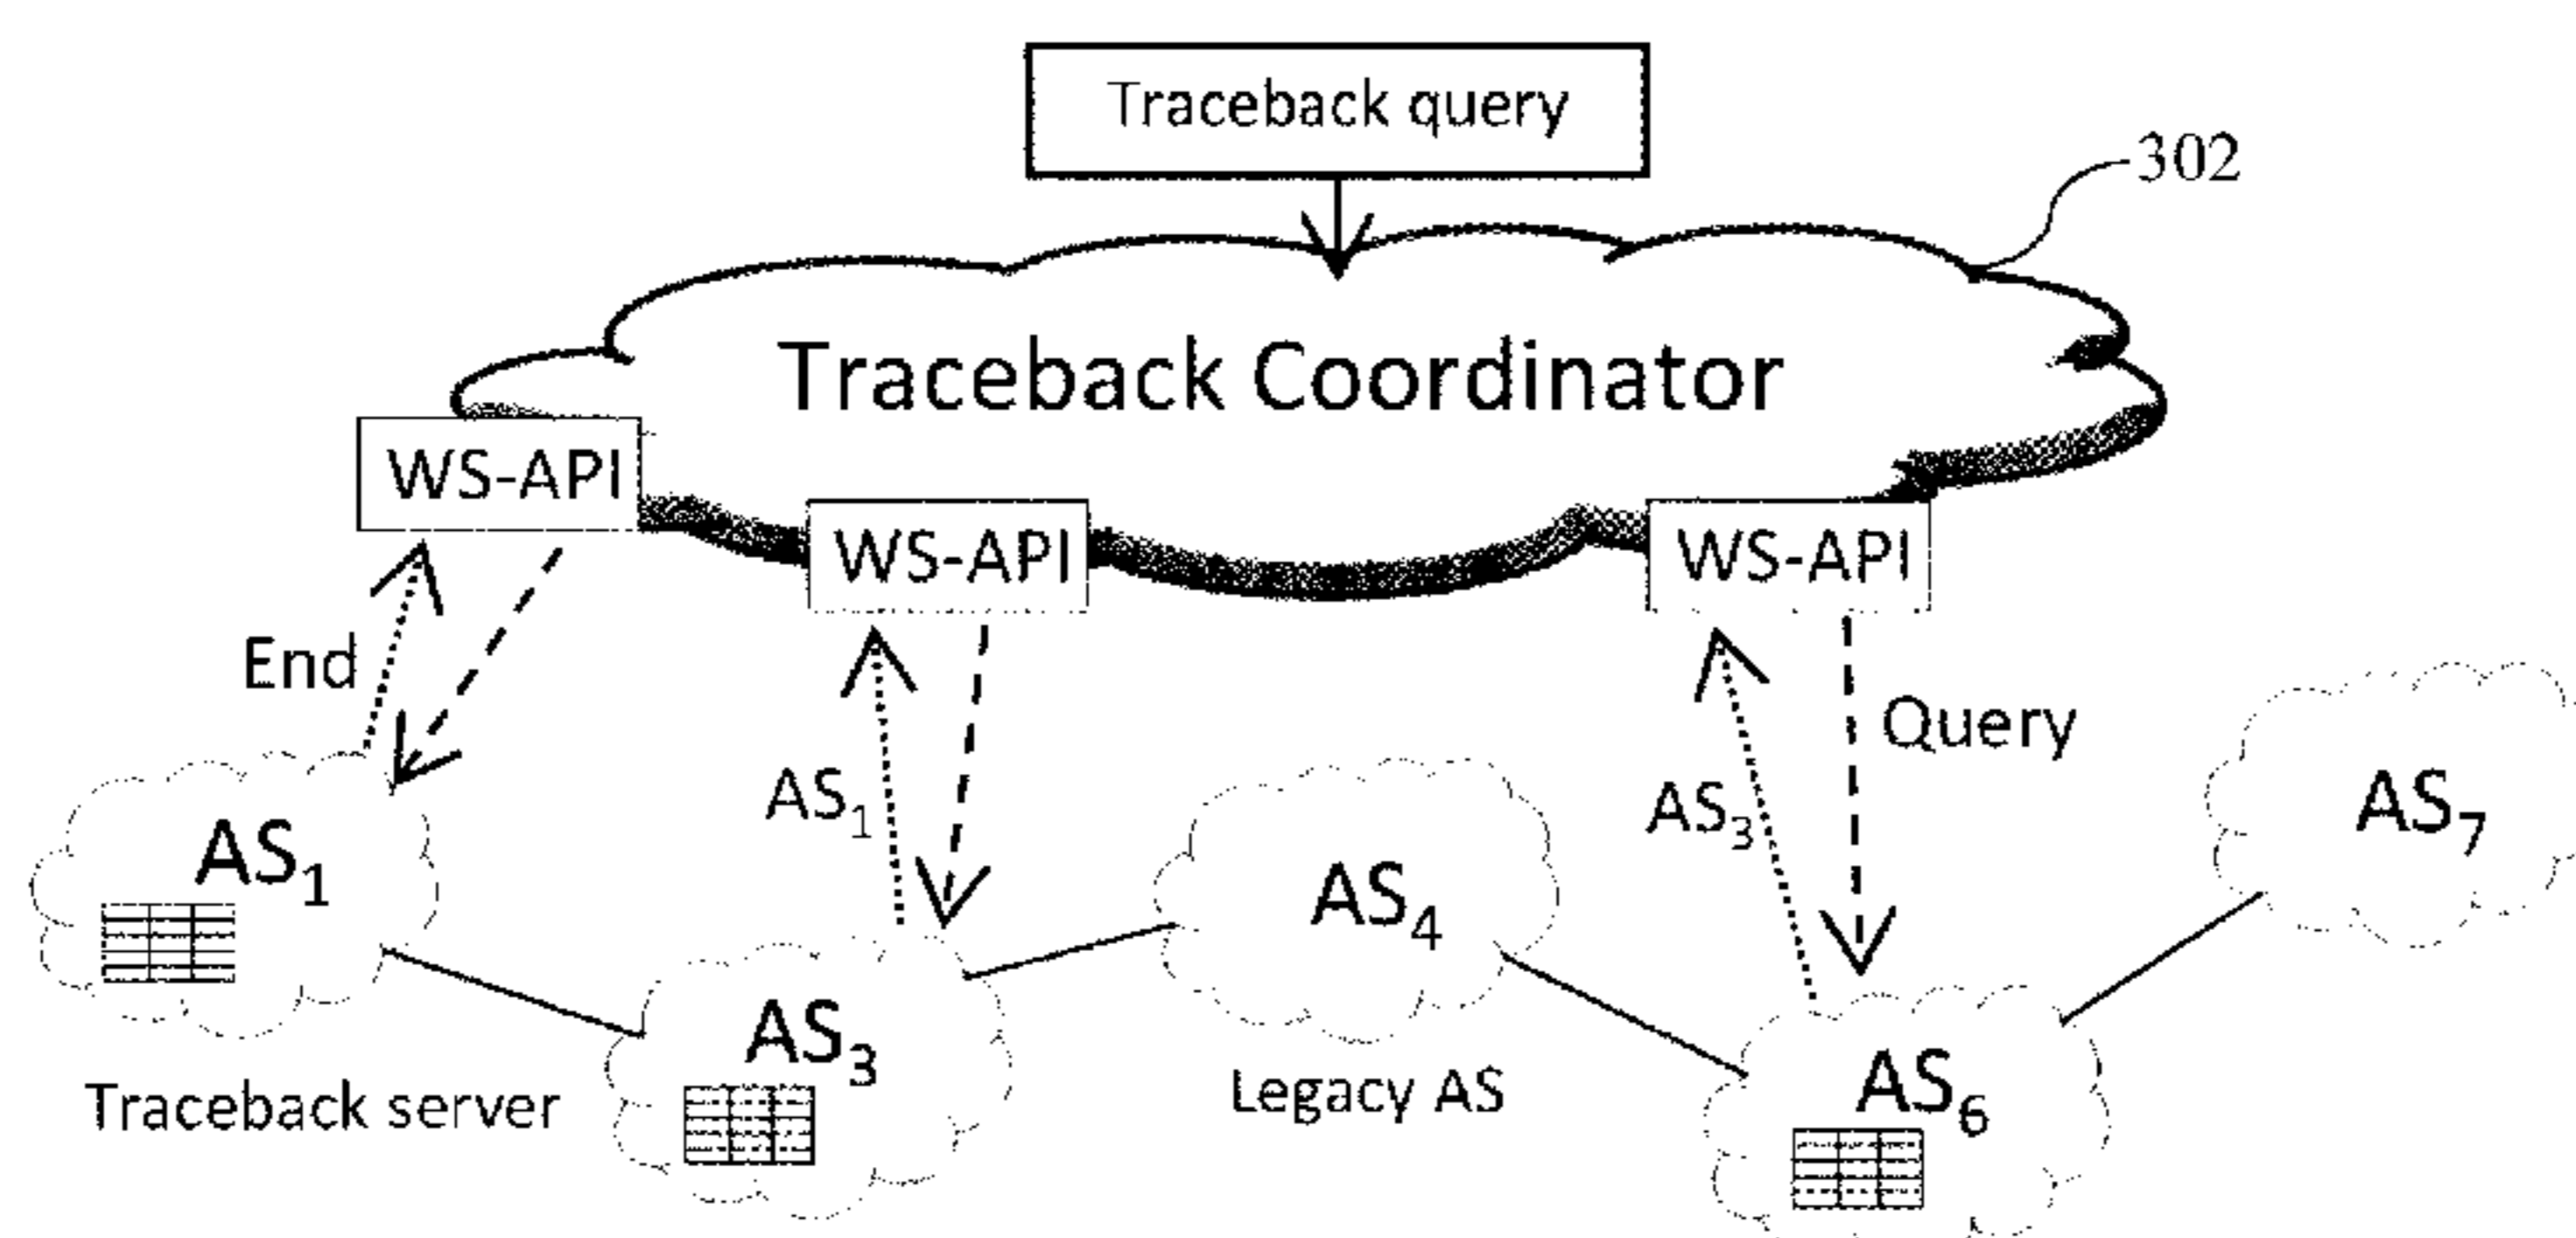 Traceback query
302
Traceback Coordinator
WS-API
WS-API
WS-API
End
Query
AS1
AS3
AS1
AS4
AS7
AS3
AS6
Traceback server
Legacy AS